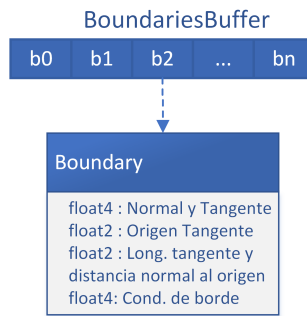 BoundariesBuffer
b0 b1 b2 ... bn
Boundary
float4 : Normal y Tangente
float2 : Origen Tangente
float2 : Long. tangente y
distancia normal al origen
float4: Cond. de borde